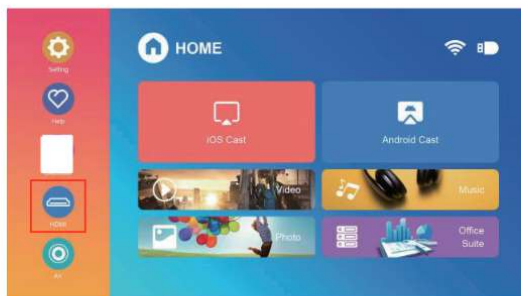 HOME
Setting
Help
HDMI
AV
iOS Cast
Android Cast
Video
Music
Photo
Office
Suite